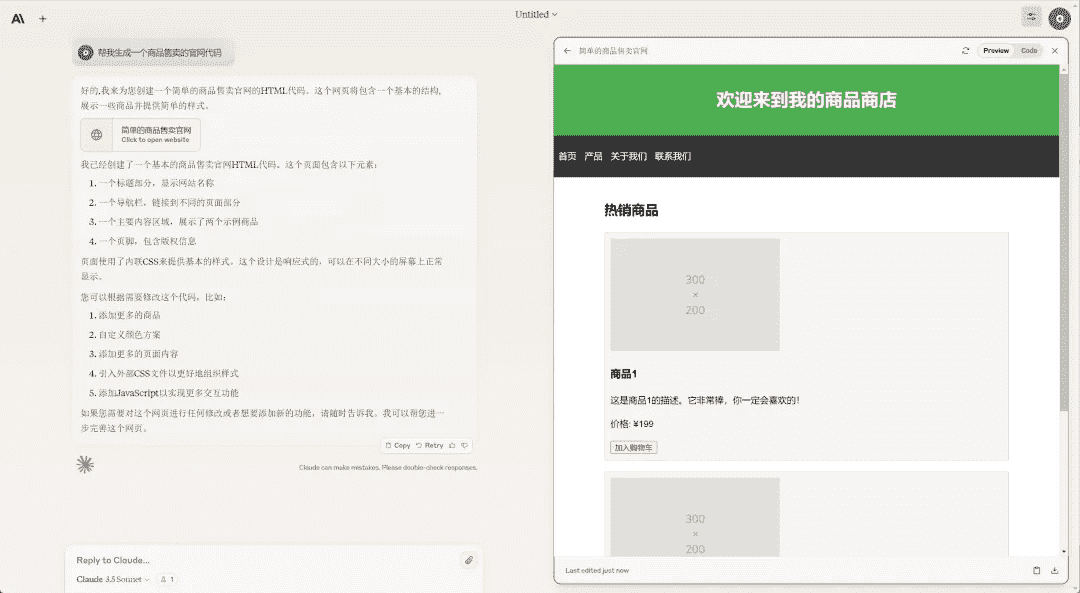 Untitled
帮我生成一个商品售卖的官网代码
好的,我来为您创建一个简单的商品售卖官网的HTML代码。这个网页将包含一个基本的结构,
展示一些商品并提供简单的样式。
简单的商品售卖官网
Click to open website
我已经创建了一个基本的商品售卖官网HTML代码。这个页面包含以下元素:
1. 一个标题部分，显示网站名称
2. 一个导航栏，链接到不同的页面部分
3. 一个主要内容区域，展示了两个示例商品
4. 一个页脚，包含版权信息
页面使用了内联CSS来提供基本的样式。这个设计是响应式的，可以在不同大小的屏幕上正常
显示。
您可以根据需要修改这个代码，比如:
1. 添加更多的商品
2. 自定义颜色方案
3. 添加更多的页面内容
4. 引入外部CSS文件以更好地组织样式
5. 添加JavaScript以实现更多交互功能
如果您需要对这个网页进行任何修改或者想要添加新的功能，请随时告诉我。我可以帮您进一
步完善这个网页。
Copy Retry
Claude can make mistakes. Please double-check responses.
Reply to Claude...
Claude 3.5 Sonnet 1
简单的商品售卖官网
Preview Code
欢迎来到我的商品商店
首页 产品 关于我们 联系我们
热销商品
300
×
200
商品1
这是商品1的描述。它非常棒，你一定会喜欢的!
价格: ¥199
加入购物车
300
×
200
Last edited just now